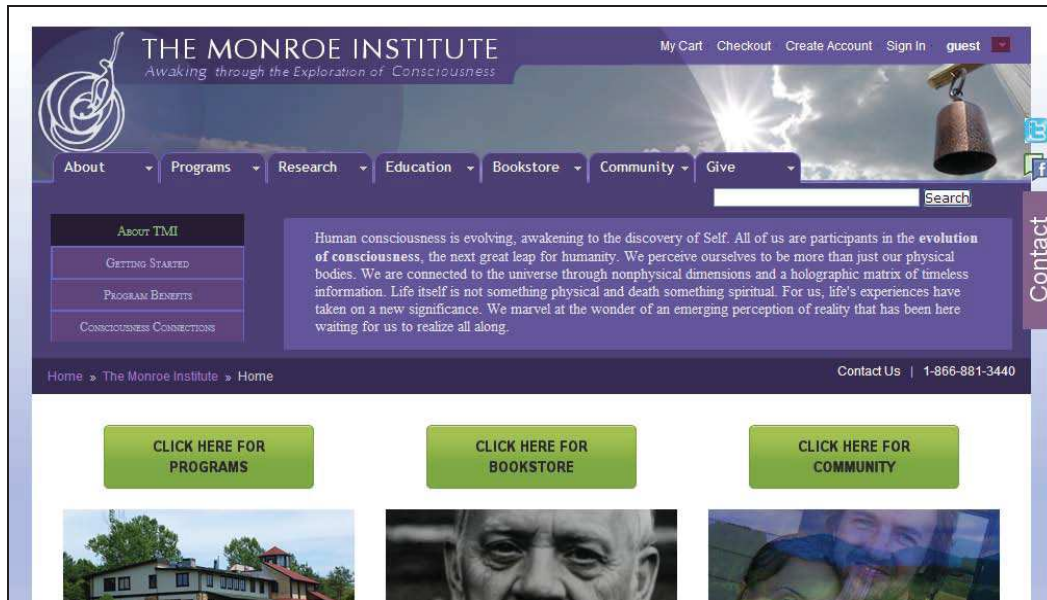 THE MONROE INSTITUTE
Awaking through the Exploration of Consciousness
My Cart Checkout Create Account Sign In guest
About Programs Research Education Bookstore Community Give
Search
Contact
About TMI
Getting Started
Program Benefits
Consciousness Connections
Human consciousness is evolving, awakening to the discovery of Self. All of us are participants in the evolution
of consciousness, the next great leap for humanity. We perceive ourselves to be more than just our physical
bodies. We are connected to the universe through nonphysical dimensions and a holographic matrix of timeless
information. Life itself is not something physical and death something spiritual. For us, life's experiences have
taken on a new significance. We marvel at the wonder of an emerging perception of reality that has been here
waiting for us to realize all along.
Home » The Monroe Institute » Home
Contact Us | 1-866-881-3440
CLICK HERE FOR
PROGRAMS
CLICK HERE FOR
BOOKSTORE
CLICK HERE FOR
COMMUNITY